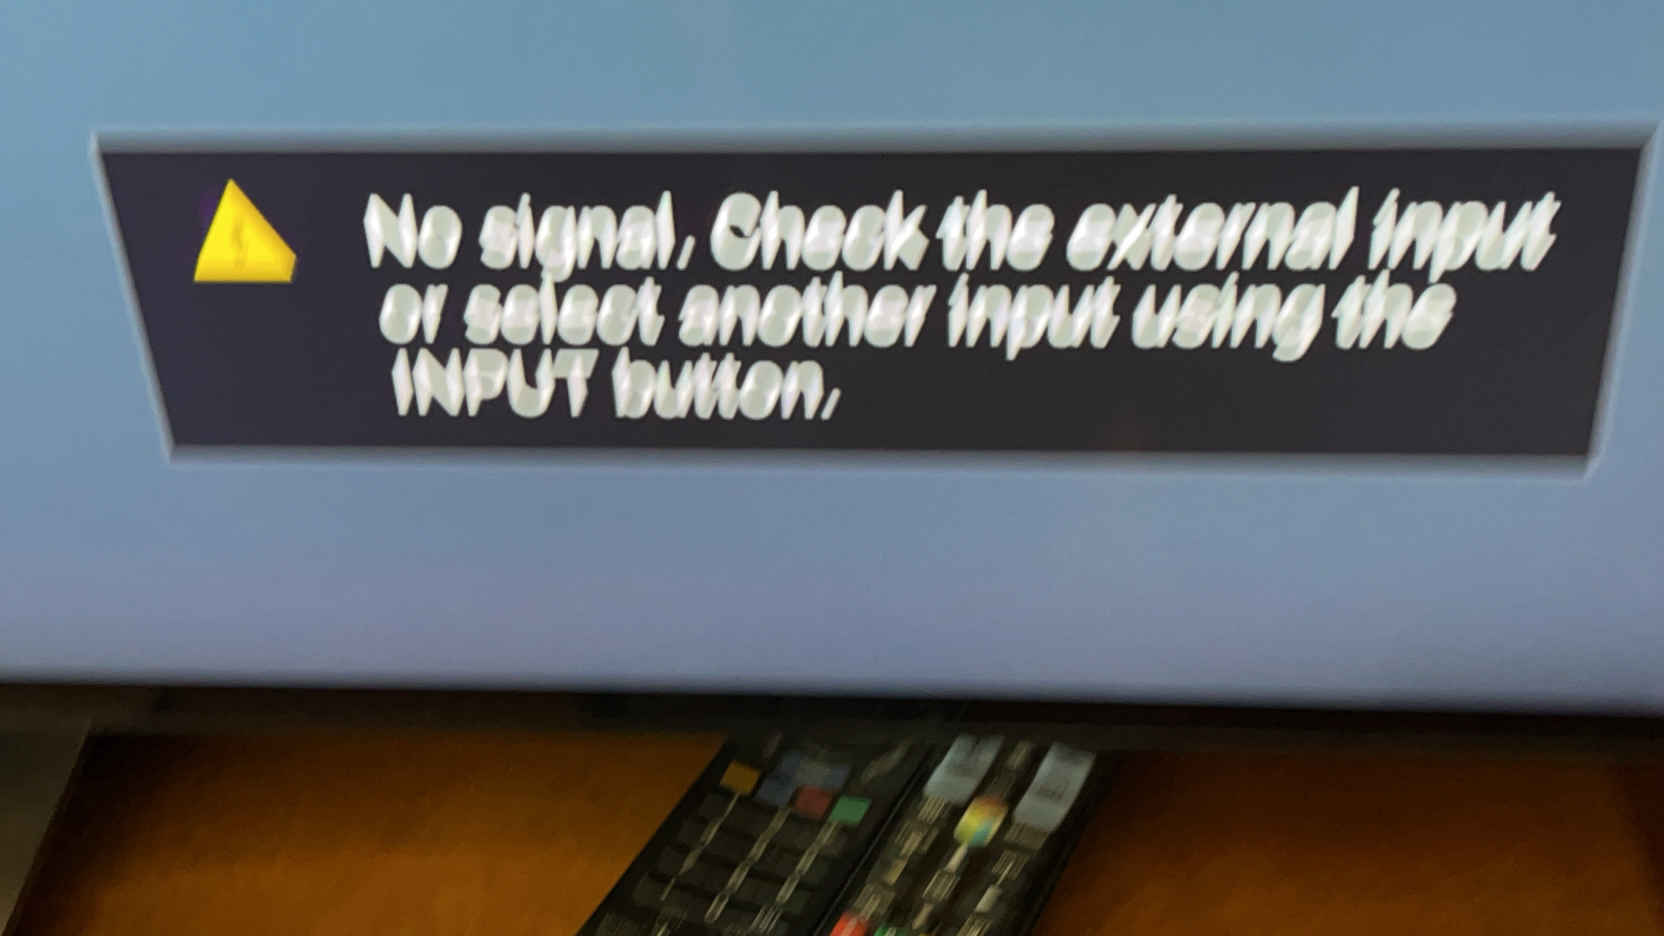 No signal. Check the external input
or select another input using the
INPUT button.